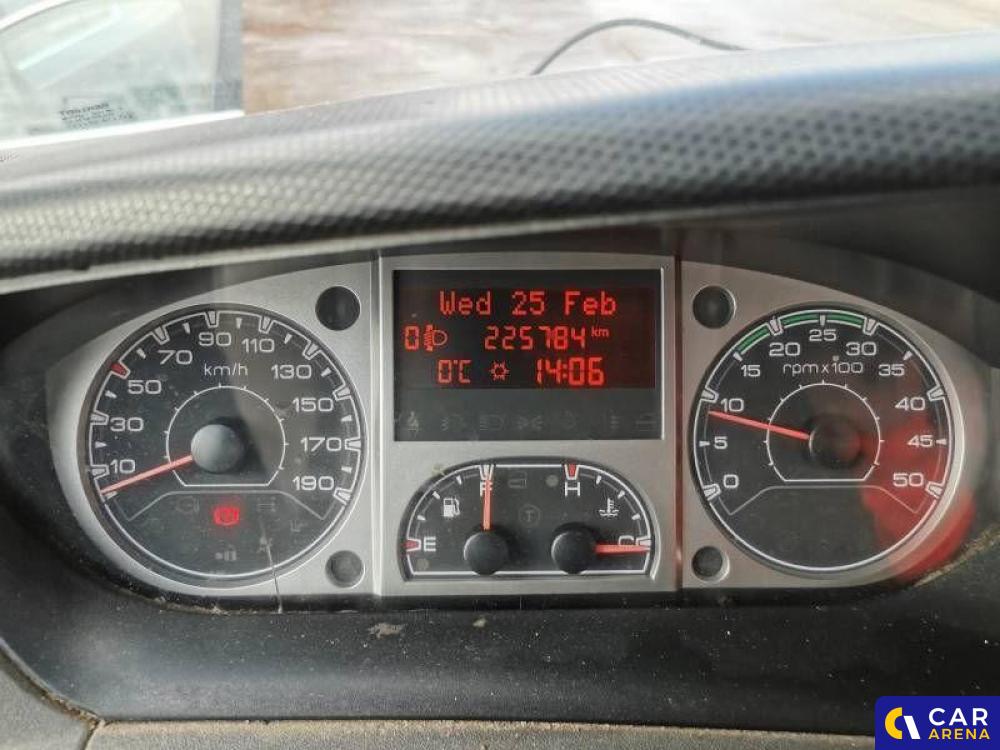 Wed 25 Feb
0 225784 km
0°C 14:06
10 30 50 70 90 110 130 150 170 190
km/h
E F
H C
0 5 10 15 20 25 30 35 40 45 50
rpm x 100
CAR
ARENA